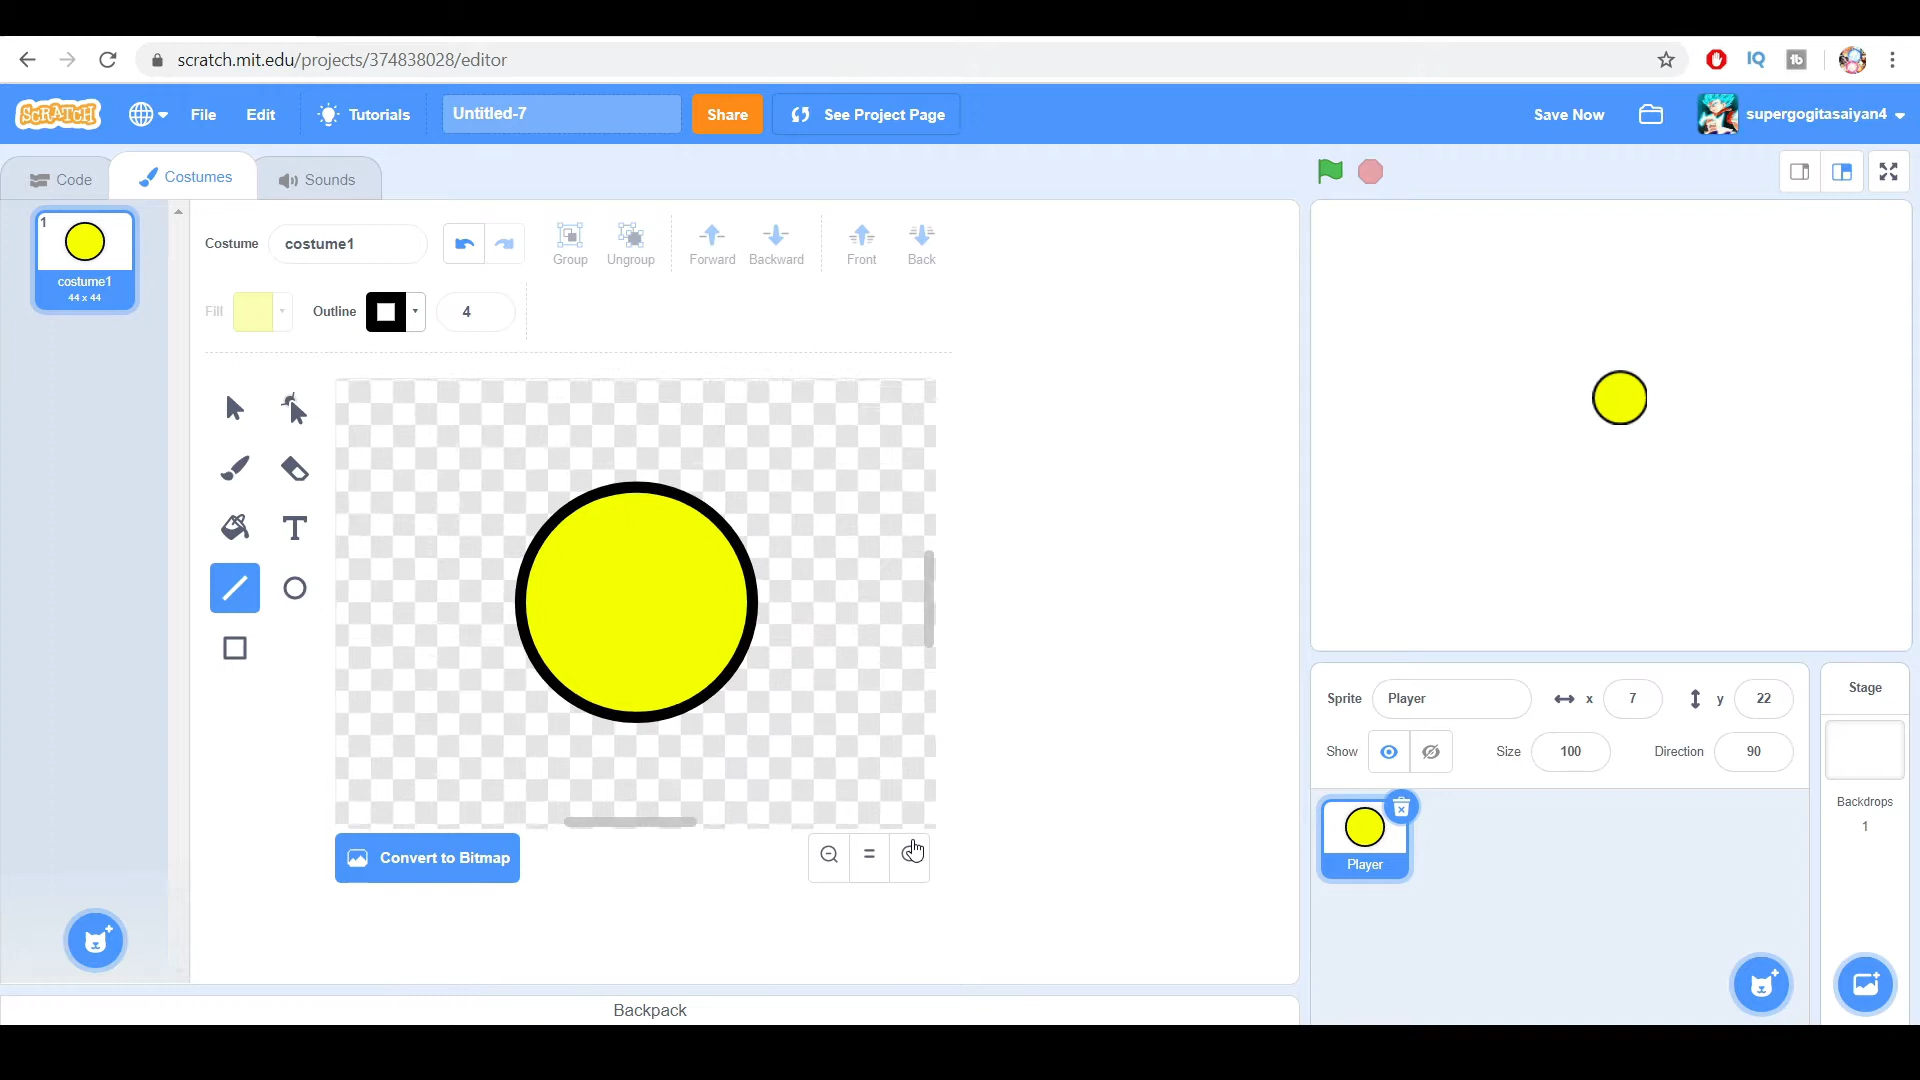 scratch.mit.edu/projects/374838028/editor
IQ
tb
SCRATCH
File
Edit
Tutorials
Untitled-7
Share
See Project Page
Save Now
supergogitasaiyan4
Code
Costumes
Sounds
1
costume1
44 x 44
Costume
costume1
Group
Ungroup
Forward
Backward
Front
Back
Fill
Outline
4
T
Convert to Bitmap
=
Backpack
Sprite
Player
x
7
y
22
Show
Size
100
Direction
90
Player
Stage
Backdrops
1